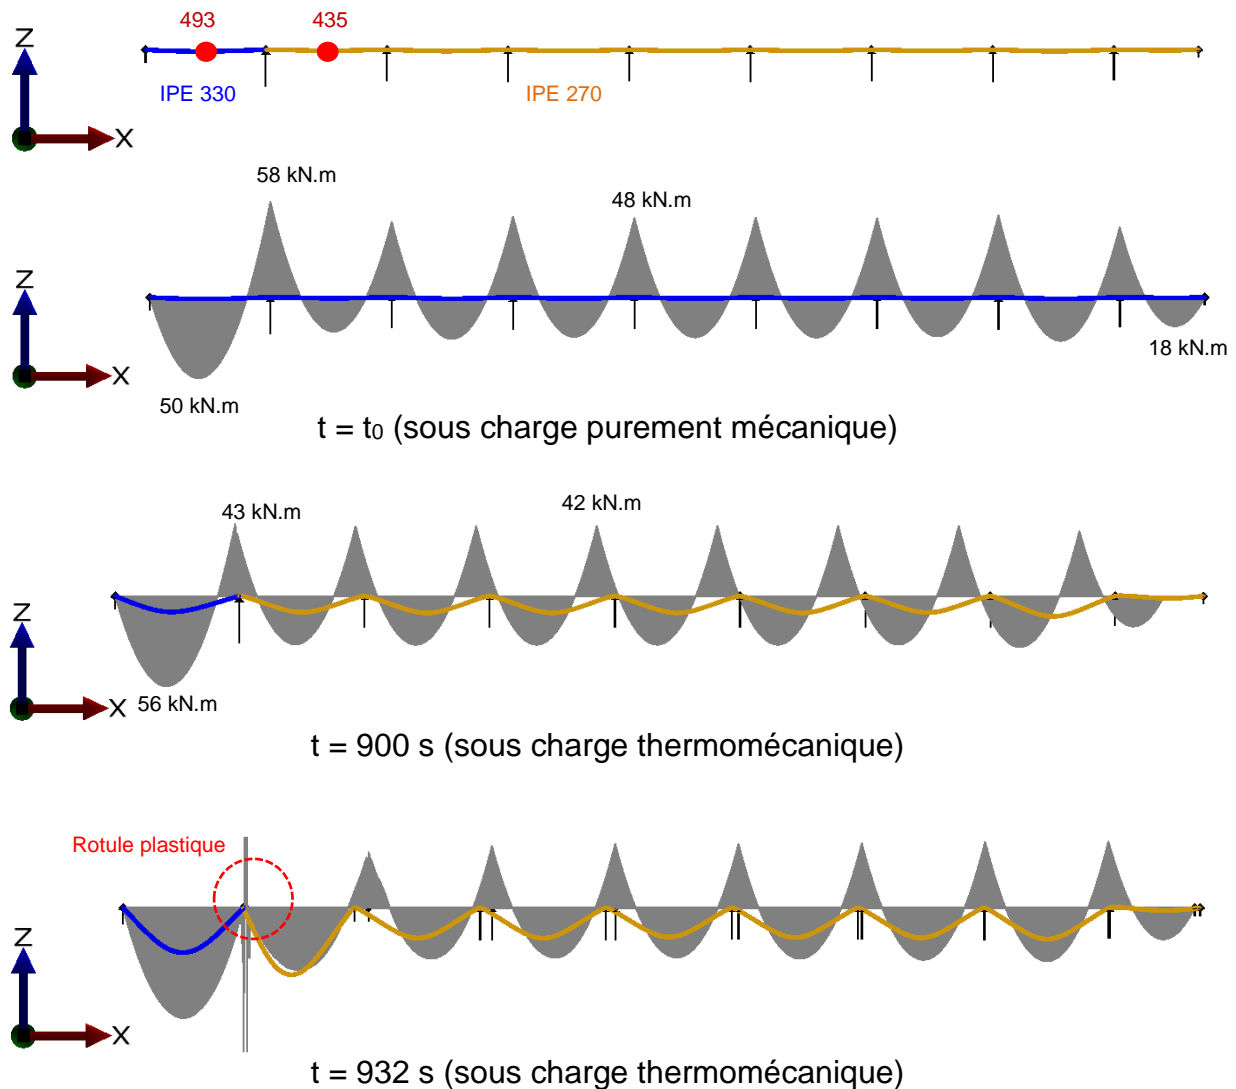 493
435
Z
IPE 330
IPE 270
X
58 kN.m
48 kN.m
Z
18 kN.m
X
50 kN.m
t = t0 (sous charge purement mécanique)
43 kN.m
42 kN.m
Z
X
56 kN.m
t = 900 s (sous charge thermomécanique)
Rotule plastique
Z
X
t = 932 s (sous charge thermomécanique)